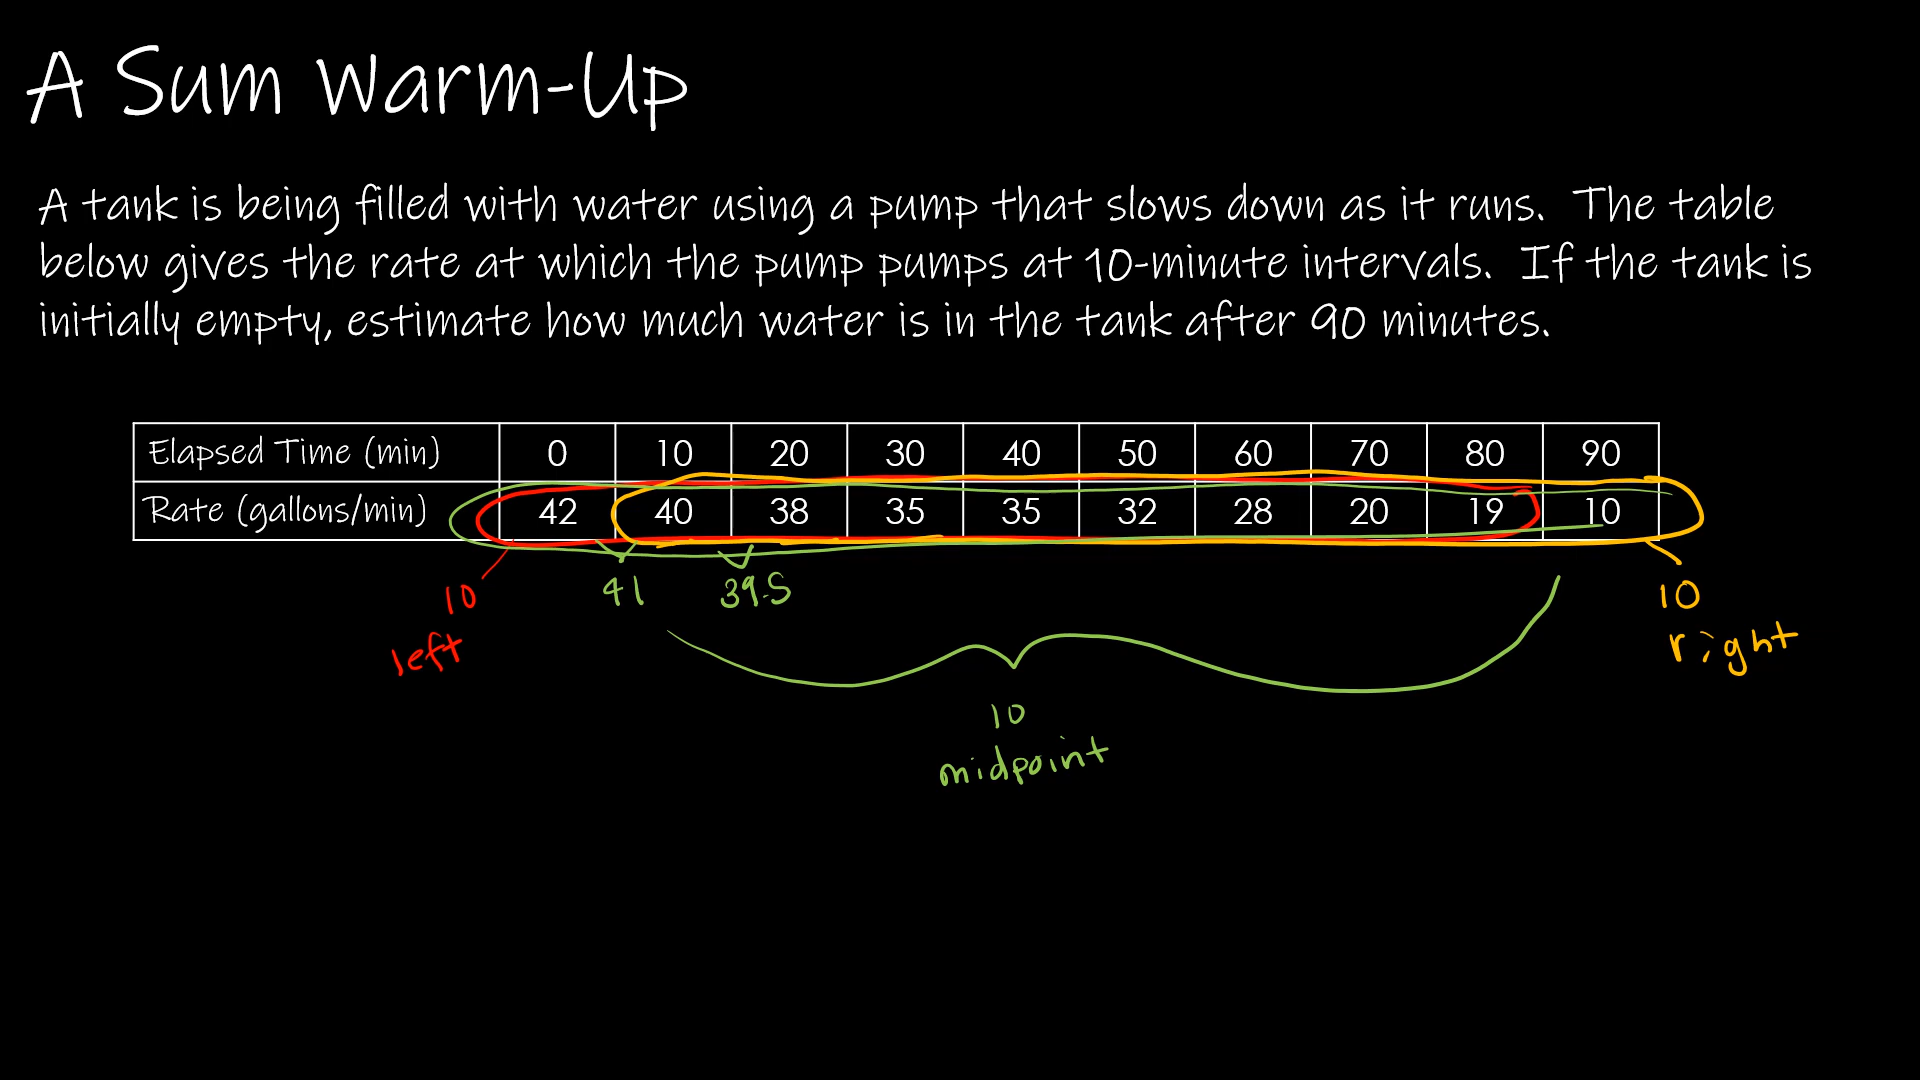 A Sum Warm-Up
A tank is being filled with water using a pump that slows down as it runs. The table
below gives the rate at which the pump pumps at 10-minute intervals. If the tank is
initially empty, estimate how much water is in the tank after 90 minutes.
Elapsed Time (min) 0 10 20 30 40 50 60 70 80 90
Rate (gallons/min) 42 40 38 35 35 32 28 20 19 10
10 41 39.5 10
left right
10
midpoint